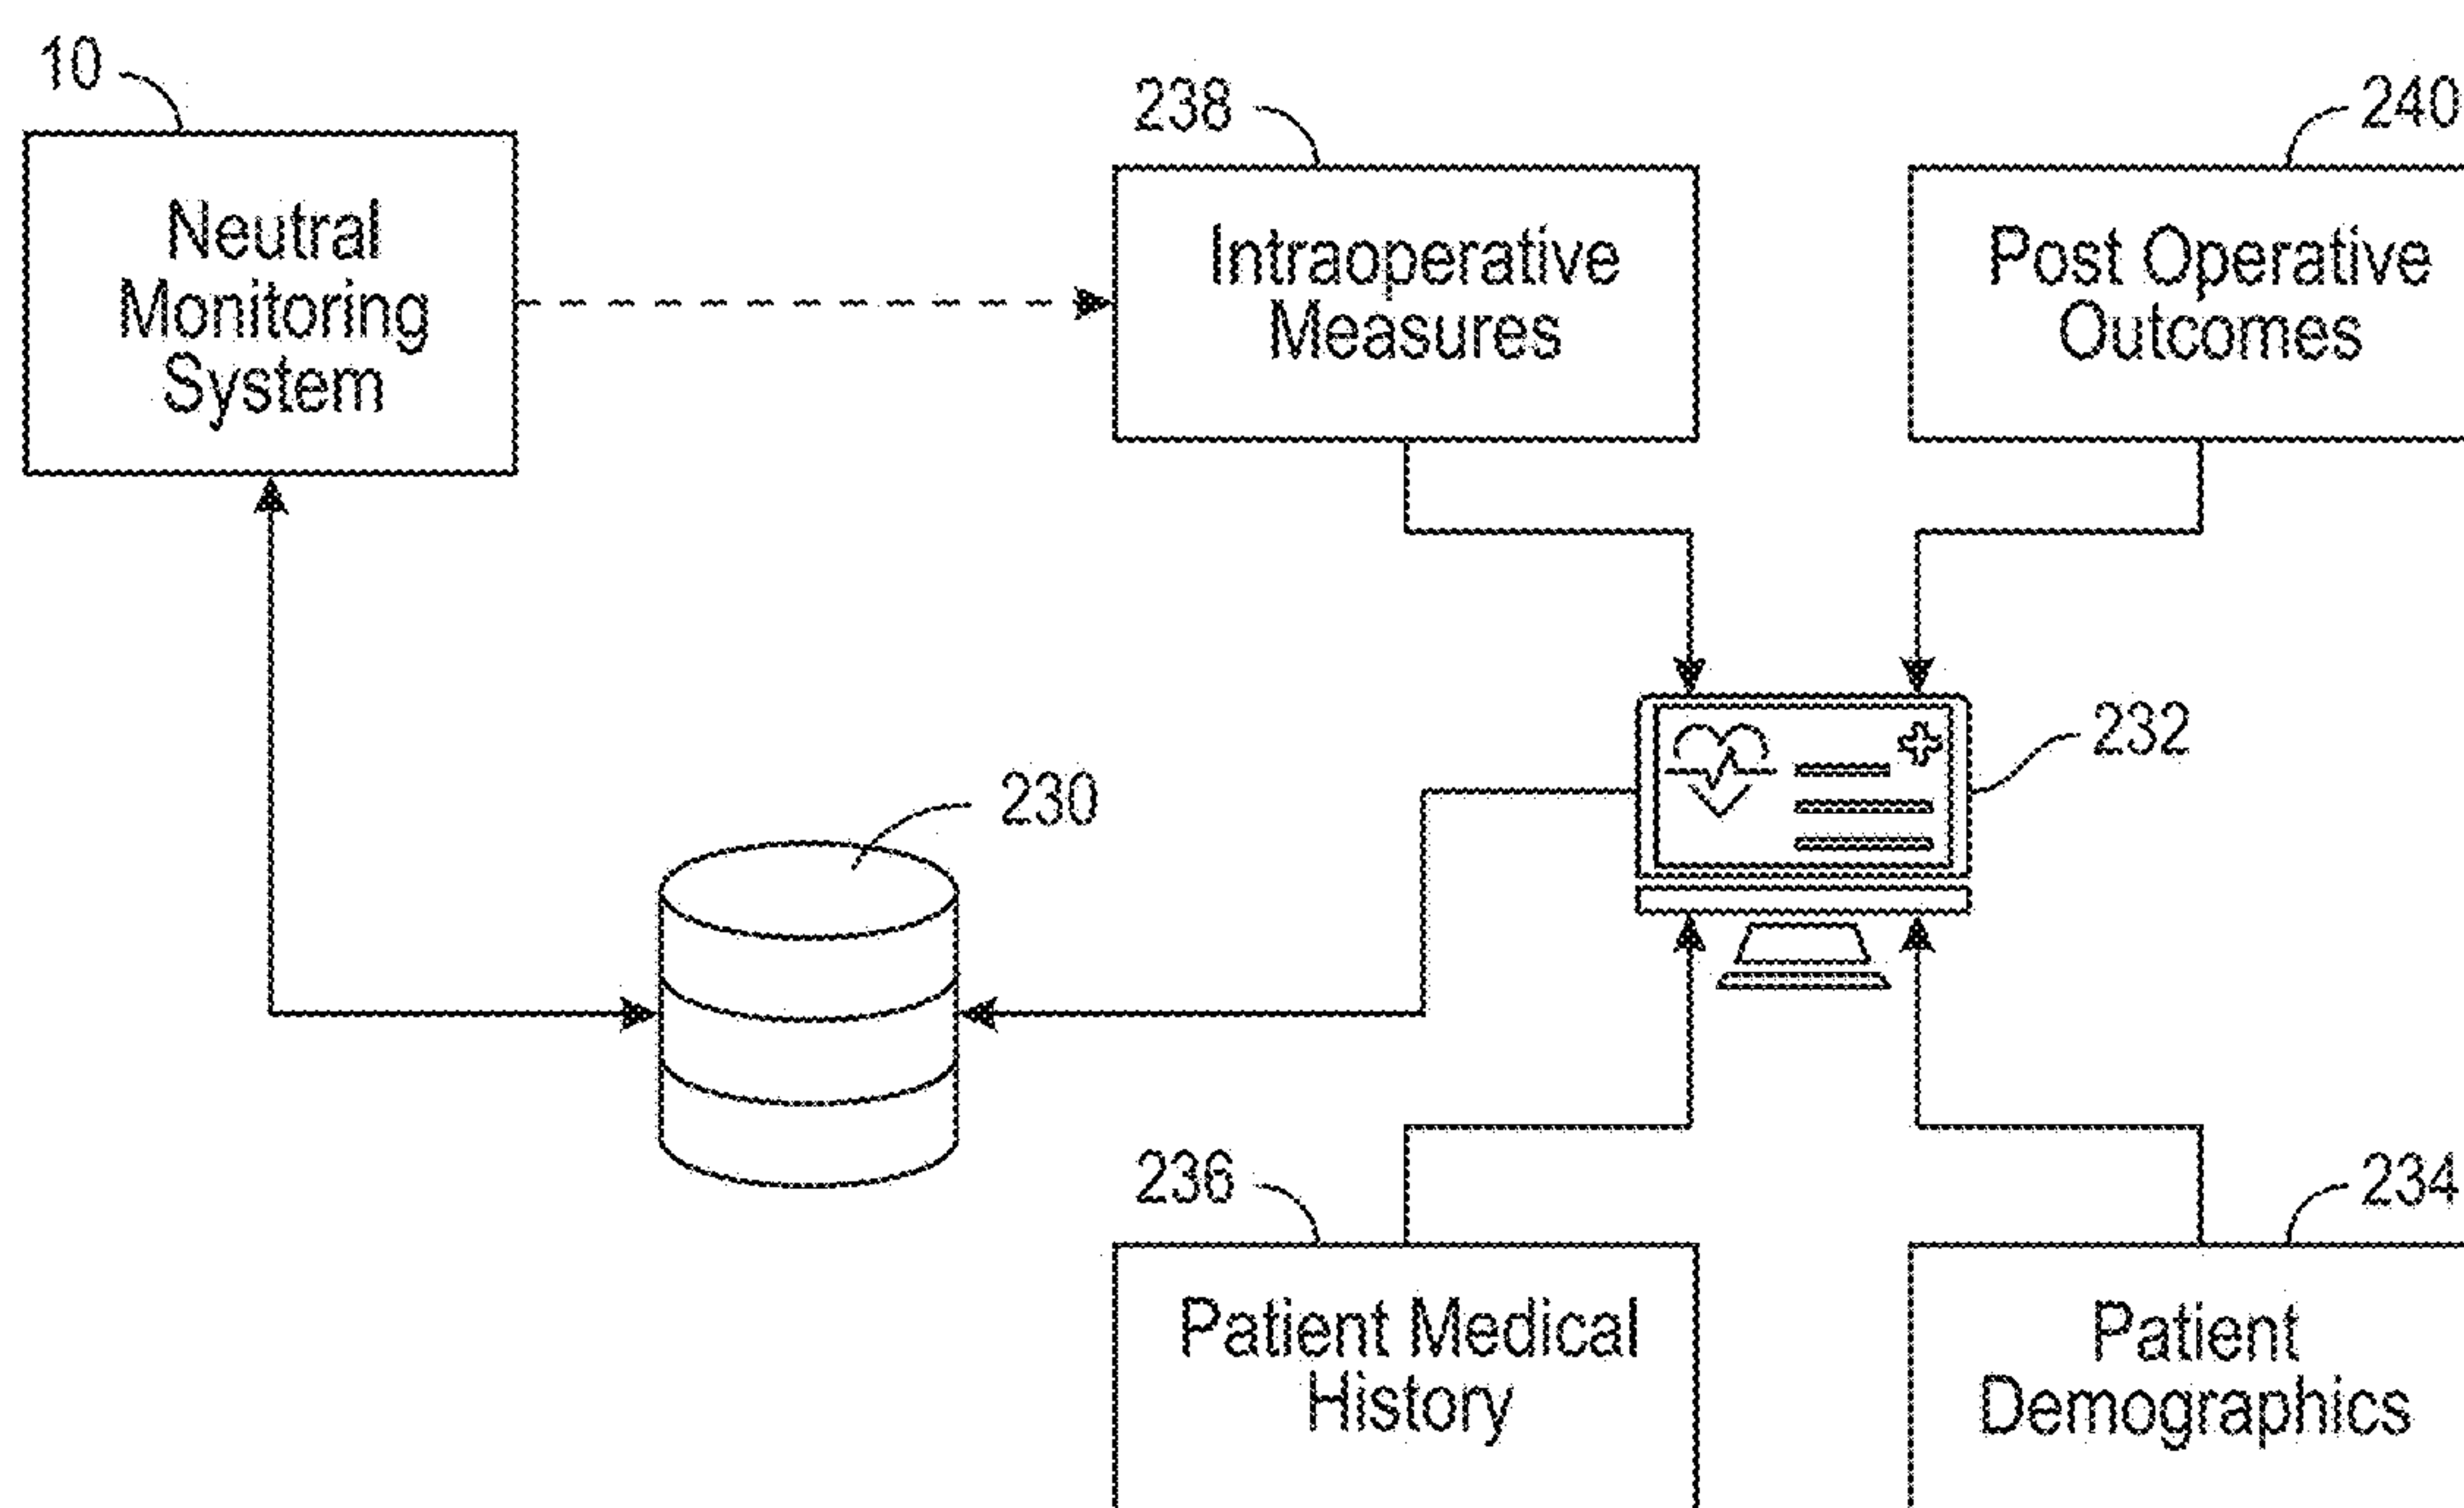 10
Neutral
Monitoring
System
238
Intraoperative
Measures
240
Post Operative
Outcomes
232
230
236
Patient Medical
History
234
Patient
Demographics